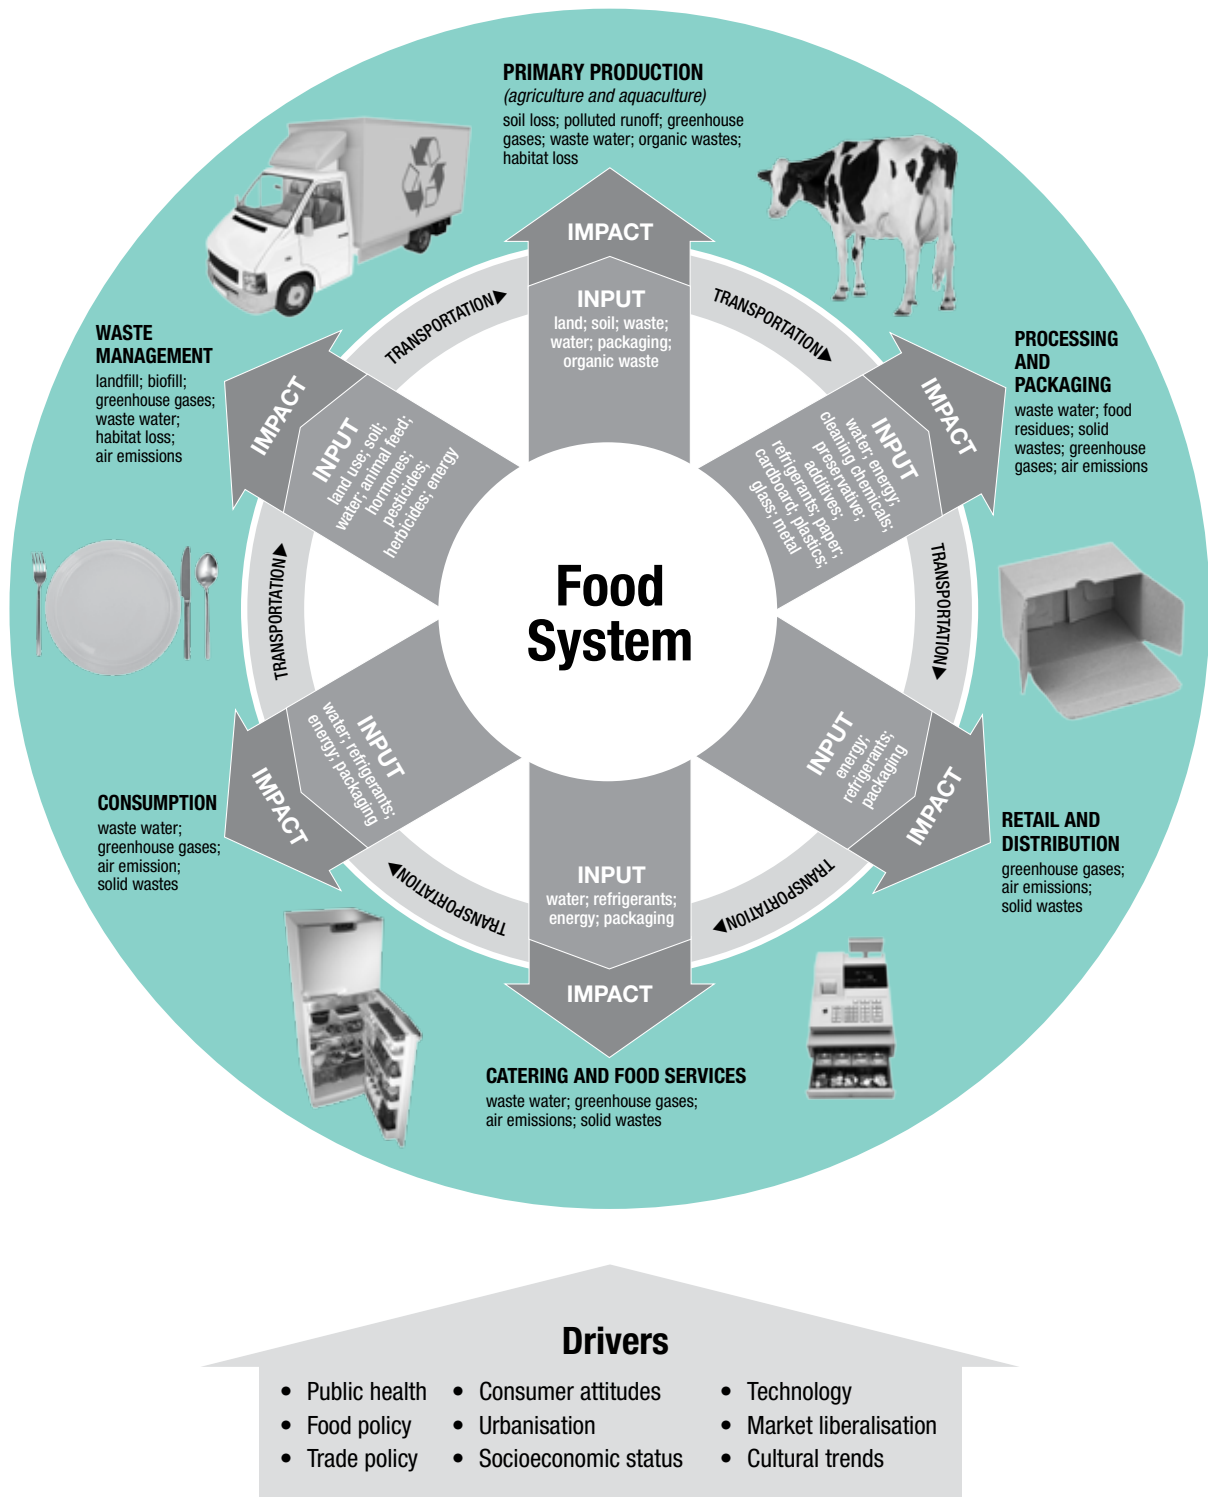 PRIMARY PRODUCTION
(agriculture and aquaculture)
soil loss; polluted runoff; greenhouse
gases; waste water; organic wastes;
habitat loss
IMPACT
INPUT
land; soil; waste;
water; packaging;
organic waste
TRANSPORTATION
PROCESSING
AND
PACKAGING
waste water; food
residues; solid
wastes; greenhouse
gases; air emissions
IMPACT
INPUT
water; energy;
cleaning chemicals;
preservative;
additives;
refrigerants; paper;
cardboard; plastics;
glass; metal
TRANSPORTATION
RETAIL AND
DISTRIBUTION
greenhouse gases;
air emissions;
solid wastes
IMPACT
INPUT
energy;
refrigerants;
packaging
TRANSPORTATION
CATERING AND FOOD SERVICES
waste water; greenhouse gases;
air emissions; solid wastes
IMPACT
INPUT
water; refrigerants;
energy; packaging
TRANSPORTATION
CONSUMPTION
waste water;
greenhouse gases;
air emission;
solid wastes
IMPACT
INPUT
water; refrigerants;
energy; packaging
TRANSPORTATION
WASTE
MANAGEMENT
landfill; biofill;
greenhouse gases;
waste water;
habitat loss;
air emissions
IMPACT
INPUT
land use; soil;
water; animal feed;
hormones;
pesticides;
herbicides; energy
TRANSPORTATION
Food
System
Drivers
• Public health
• Food policy
• Trade policy
• Consumer attitudes
• Urbanisation
• Socioeconomic status
• Technology
• Market liberalisation
• Cultural trends